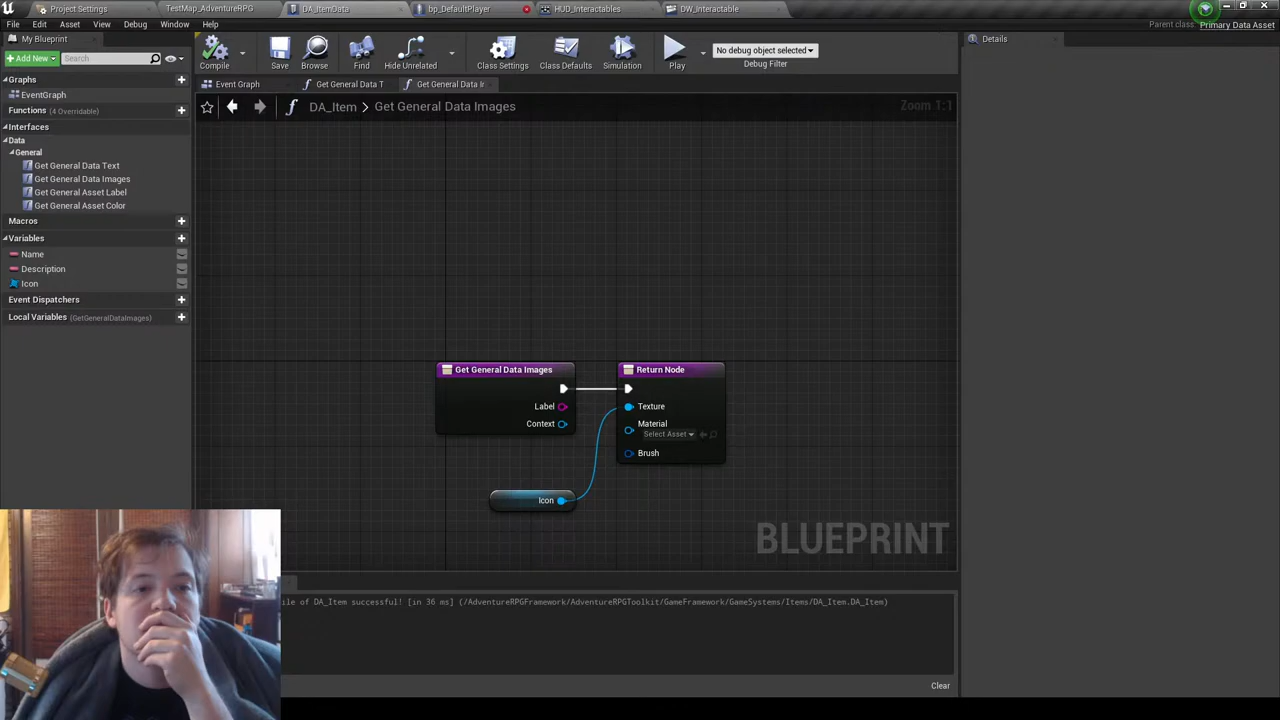 Project Settings
TestMap_AdventureRPG
DA_ItemData
bp_DefaultPlayer
HUD_Interactables
DW_Interactable
File Edit Asset View Debug Window Help
Parent class: Primary Data Asset
My Blueprint
Details
+Add New
Search
Compile
Save
Browse
Find
Hide Unrelated
Class Settings
Class Defaults
Simulation
Play
No debug object selected
Debug Filter
Graphs
EventGraph
Functions (4 Overridable)
Interfaces
Data
General
Get General Data Text
Get General Data Images
Get General Asset Label
Get General Asset Color
Macros
Variables
Name
Description
Icon
Event Dispatchers
Local Variables (GetGeneralDataImages)
Event Graph
Get General Data T
Get General Data Ir
DA_Item > Get General Data Images
Zoom 1:1
Get General Data Images
Label
Context
Return Node
Texture
Material
Select Asset
Brush
Icon
BLUEPRINT
ile of DA_Item successful! [in 36 ms] (/AdventureRPGFramework/AdventureRPGToolkit/GameFramework/GameSystems/Items/DA_Item.DA_Item)
Clear